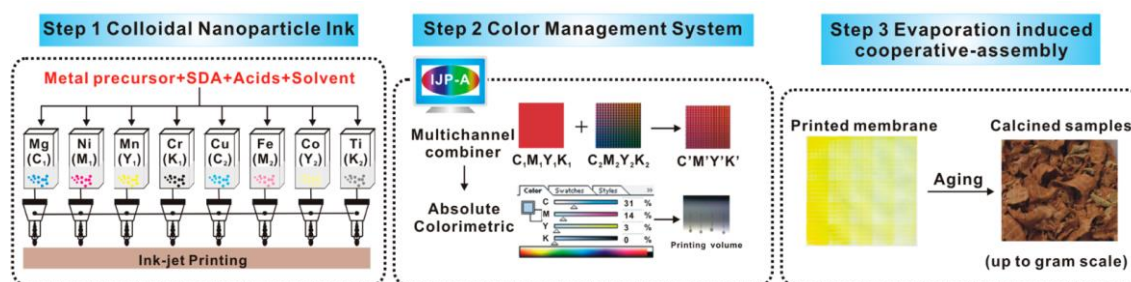 Step 1 Colloidal Nanoparticle Ink
Metal precursor+SDA+Acids+Solvent
Mg Ni Mn Cr Cu Fe Co Ti
(C₁) (M₁) (Y₁) (K₁) (C₂) (M₂) (Y₂) (K₂)
Ink-jet Printing
Step 2 Color Management System
IJP-A
Multichannel
combiner
+
C₁M₁Y₁K₁ C₂M₂Y₂K₂ C'M'Y'K'
Absolute
Colorimetric
Color Swatches Styles
C 31 %
M 14 %
Y 3 %
K 0 %
Printing volume
Step 3 Evaporation induced
cooperative-assembly
Printed membrane
Calcined samples
Aging
(up to gram scale)